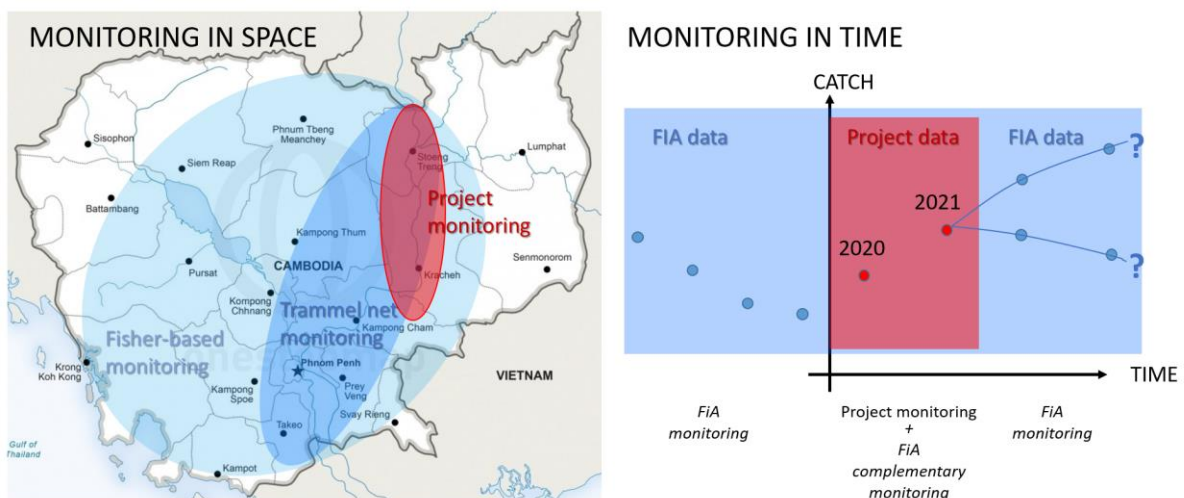 MONITORING IN SPACE
Sisophon
Siem Reap
Battambang
Phnum Tbeng
Meanchey
Stoeng
Treng
Lumphat
Project
monitoring
Kampong Thum
Pursat
CAMBODIA
Kracheh
Senmonorom
Kompong
Chhnang
Trammel net
monitoring
Kampong Cham
Fisher-based
monitoring
Phnom Penh
Krong
Koh Kong
Kampong
Spoe
Prey
Veng
VIETNAM
Svay Rieng
Takeo
Gulf of
Thailand
Kampot
MONITORING IN TIME
CATCH
FIA data
Project data
FIA data
?
2021
2020
?
TIME
FiA
monitoring
Project monitoring
+
FiA
complementary
monitoring
FiA
monitoring